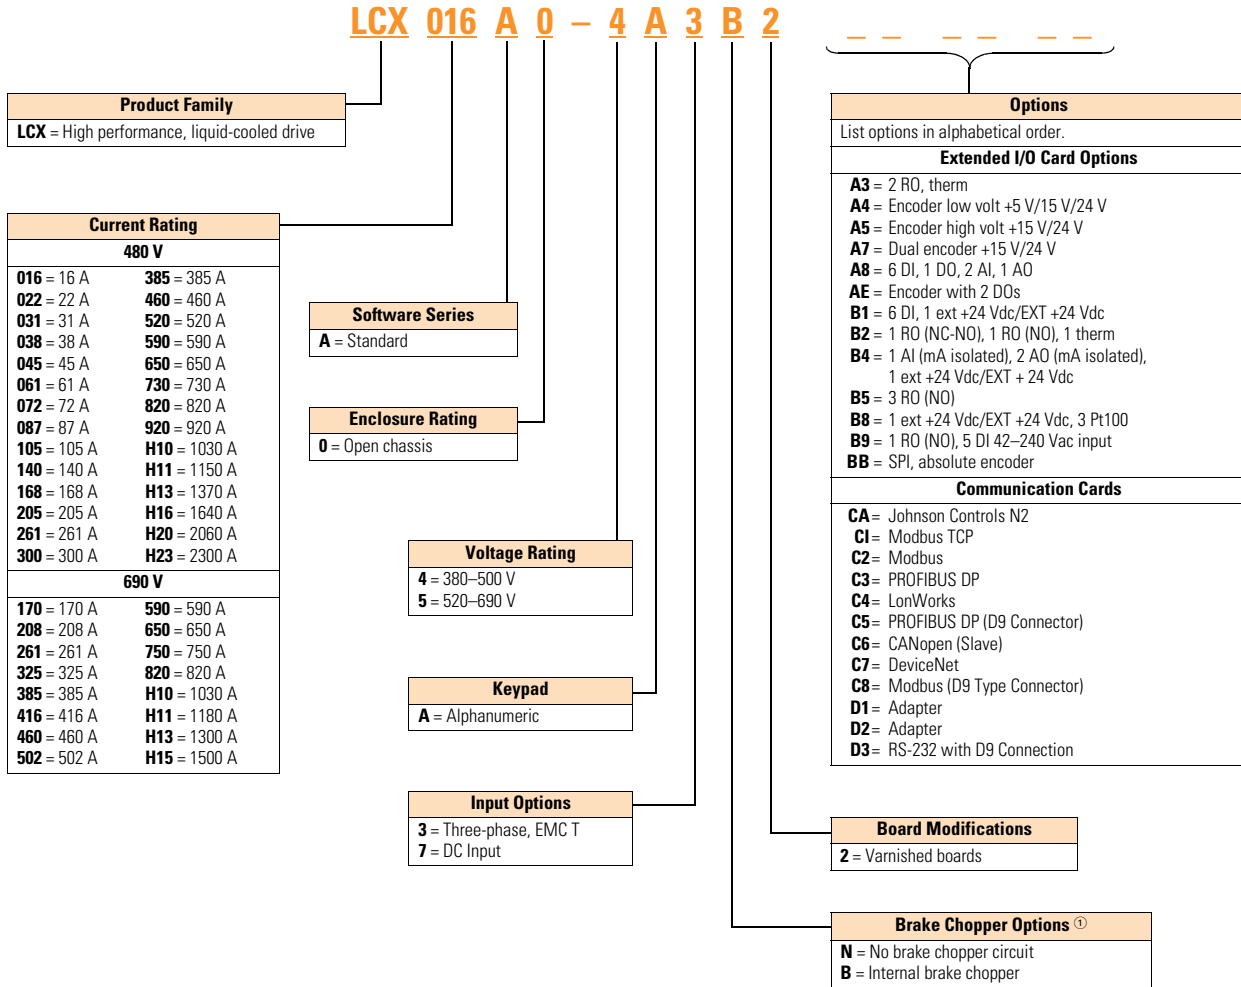 LCX 016 A 0 – 4 A 3 B 2 _ _ _ _ _ _
Product Family
LCX = High performance, liquid-cooled drive
Current Rating
480 V
016 = 16 A 385 = 385 A
022 = 22 A 460 = 460 A
031 = 31 A 520 = 520 A
038 = 38 A 590 = 590 A
045 = 45 A 650 = 650 A
061 = 61 A 730 = 730 A
072 = 72 A 820 = 820 A
087 = 87 A 920 = 920 A
105 = 105 A H10 = 1030 A
140 = 140 A H11 = 1150 A
168 = 168 A H13 = 1370 A
205 = 205 A H16 = 1640 A
261 = 261 A H20 = 2060 A
300 = 300 A H23 = 2300 A
690 V
170 = 170 A 590 = 590 A
208 = 208 A 650 = 650 A
261 = 261 A 750 = 750 A
325 = 325 A 820 = 820 A
385 = 385 A H10 = 1030 A
416 = 416 A H11 = 1180 A
460 = 460 A H13 = 1300 A
502 = 502 A H15 = 1500 A
Software Series
A = Standard
Enclosure Rating
0 = Open chassis
Voltage Rating
4 = 380–500 V
5 = 520–690 V
Keypad
A = Alphanumeric
Input Options
3 = Three-phase, EMC T
7 = DC Input
Options
List options in alphabetical order.
Extended I/O Card Options
A3 = 2 RO, therm
A4 = Encoder low volt +5 V/15 V/24 V
A5 = Encoder high volt +15 V/24 V
A7 = Dual encoder +15 V/24 V
A8 = 6 DI, 1 DO, 2 AI, 1 AO
AE = Encoder with 2 DOs
B1 = 6 DI, 1 ext +24 Vdc/EXT +24 Vdc
B2 = 1 RO (NC-NO), 1 RO (NO), 1 therm
B4 = 1 AI (mA isolated), 2 AO (mA isolated),
1 ext +24 Vdc/EXT + 24 Vdc
B5 = 3 RO (NO)
B8 = 1 ext +24 Vdc/EXT +24 Vdc, 3 Pt100
B9 = 1 RO (NO), 5 DI 42–240 Vac input
BB = SPI, absolute encoder
Communication Cards
CA = Johnson Controls N2
CI = Modbus TCP
C2 = Modbus
C3 = PROFIBUS DP
C4 = LonWorks
C5 = PROFIBUS DP (D9 Connector)
C6 = CANopen (Slave)
C7 = DeviceNet
C8 = Modbus (D9 Type Connector)
D1 = Adapter
D2 = Adapter
D3 = RS-232 with D9 Connection
Board Modifications
2 = Varnished boards
Brake Chopper Options ①
N = No brake chopper circuit
B = Internal brake chopper